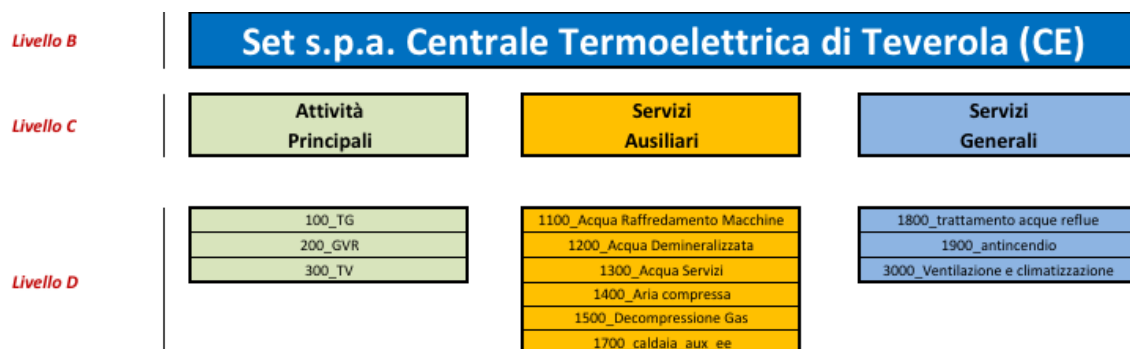 Livello B
Set s.p.a. Centrale Termoelettrica di Teverola (CE)
Livello C
Attività
Principali
Servizi
Ausiliari
Servizi
Generali
Livello D
100_TG
200_GVR
300_TV
1100_Acqua Raffredamento Macchine
1200_Acqua Demineralizzata
1300_Acqua Servizi
1400_Aria compressa
1500_Decompressione Gas
1700_caldaia_aux_ee
1800_trattamento acque reflue
1900_antincendio
3000_Ventilazione e climatizzazione